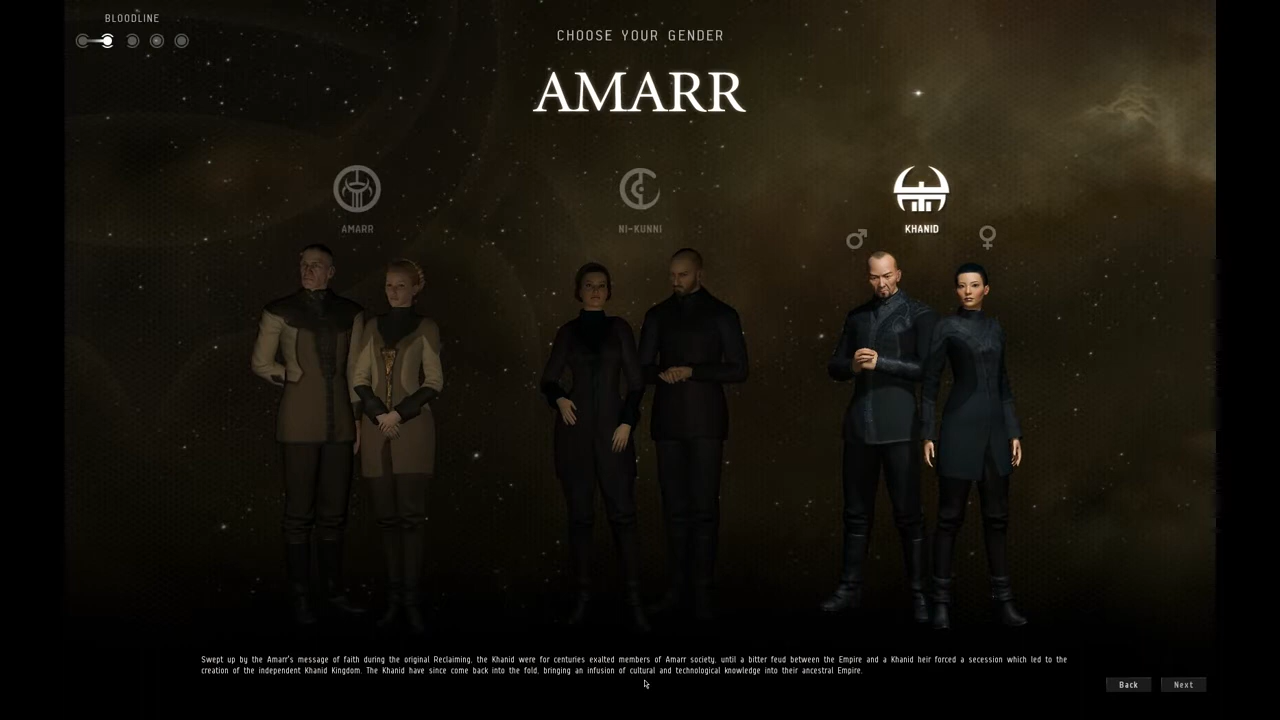 BLOODLINE
CHOOSE YOUR GENDER
AMARR
AMARR
NI-KUNNI
KHANID
Swept up by the Amarr's message of faith during the original Reclaiming, the Khanid were for centuries exalted members of Amarr society, until a bitter feud between the Empire and a Khanid heir forced a secession which led to the
creation of the independent Khanid Kingdom. The Khanid have since come back into the fold, bringing an infusion of cultural and technological knowledge into their ancestral Empire.
Back
Next